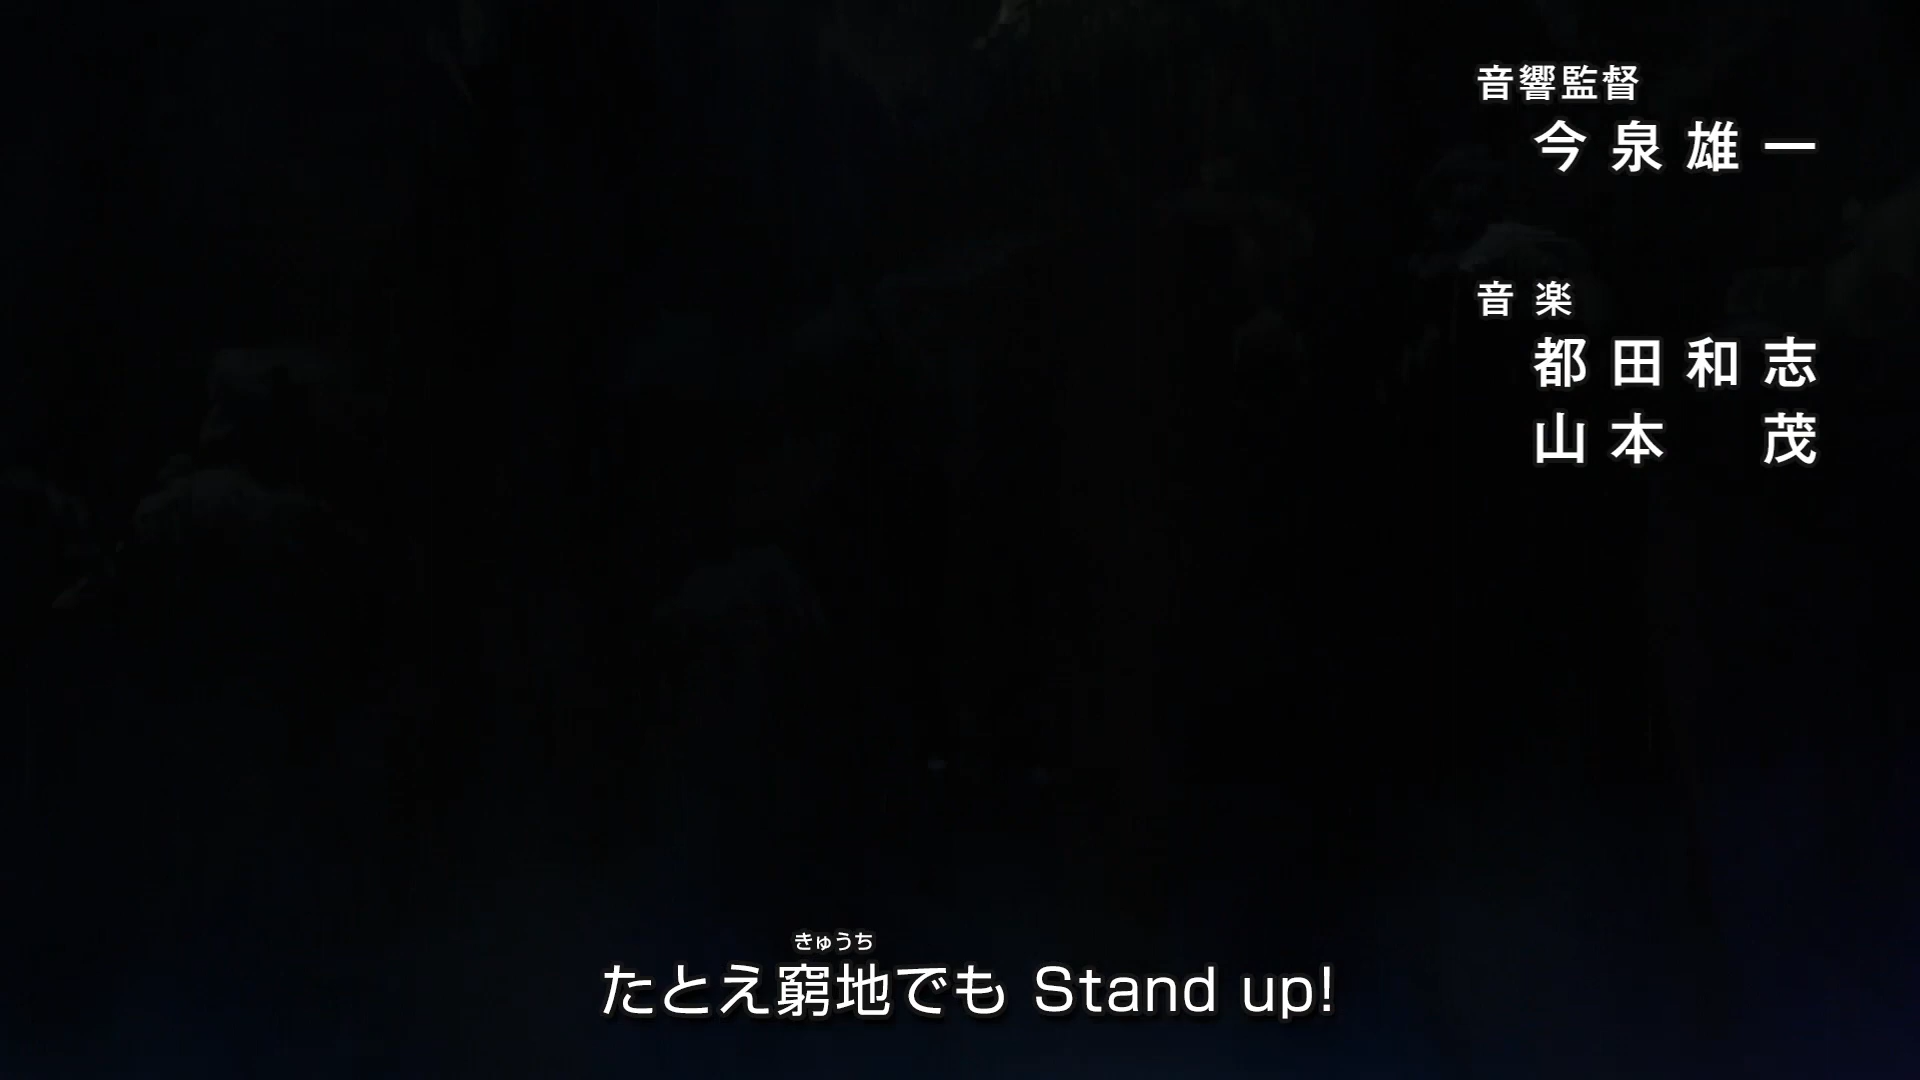 音響監督
今泉雄一
音楽
都田和志
山本 茂
きゅうち
たとえ窮地でも Stand up!